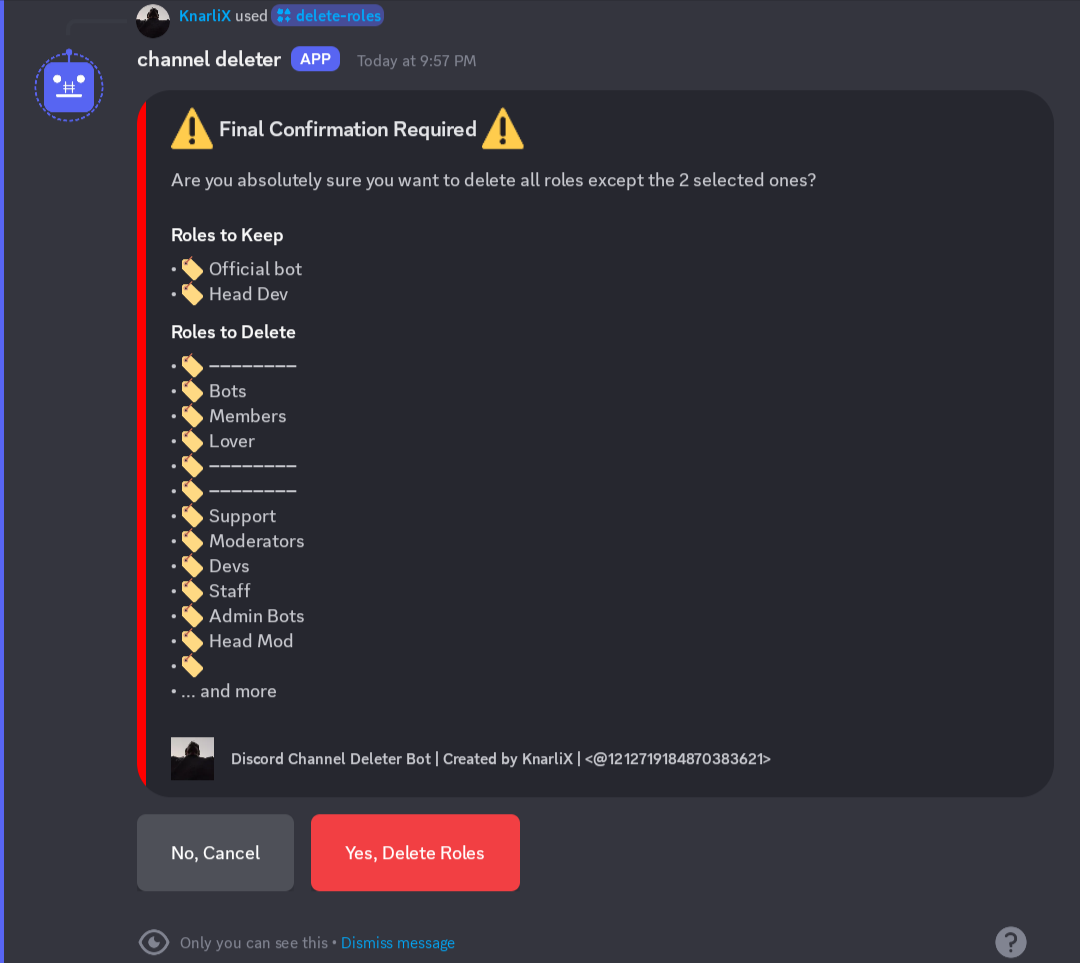 KnarliX used delete-roles
channel deleter APP Today at 9:57 PM
⚠️ Final Confirmation Required ⚠️
Are you absolutely sure you want to delete all roles except the 2 selected ones?
Roles to Keep
• 🏷️ Official bot
• 🏷️ Head Dev
Roles to Delete
• 🏷️ ————————
• 🏷️ Bots
• 🏷️ Members
• 🏷️ Lover
• 🏷️ ————————
• 🏷️ ————————
• 🏷️ Support
• 🏷️ Moderators
• 🏷️ Devs
• 🏷️ Staff
• 🏷️ Admin Bots
• 🏷️ Head Mod
• 🏷️
• ... and more
Discord Channel Deleter Bot | Created by KnarliX | <@1212719184870383621>
No, Cancel Yes, Delete Roles
Only you can see this • Dismiss message ?